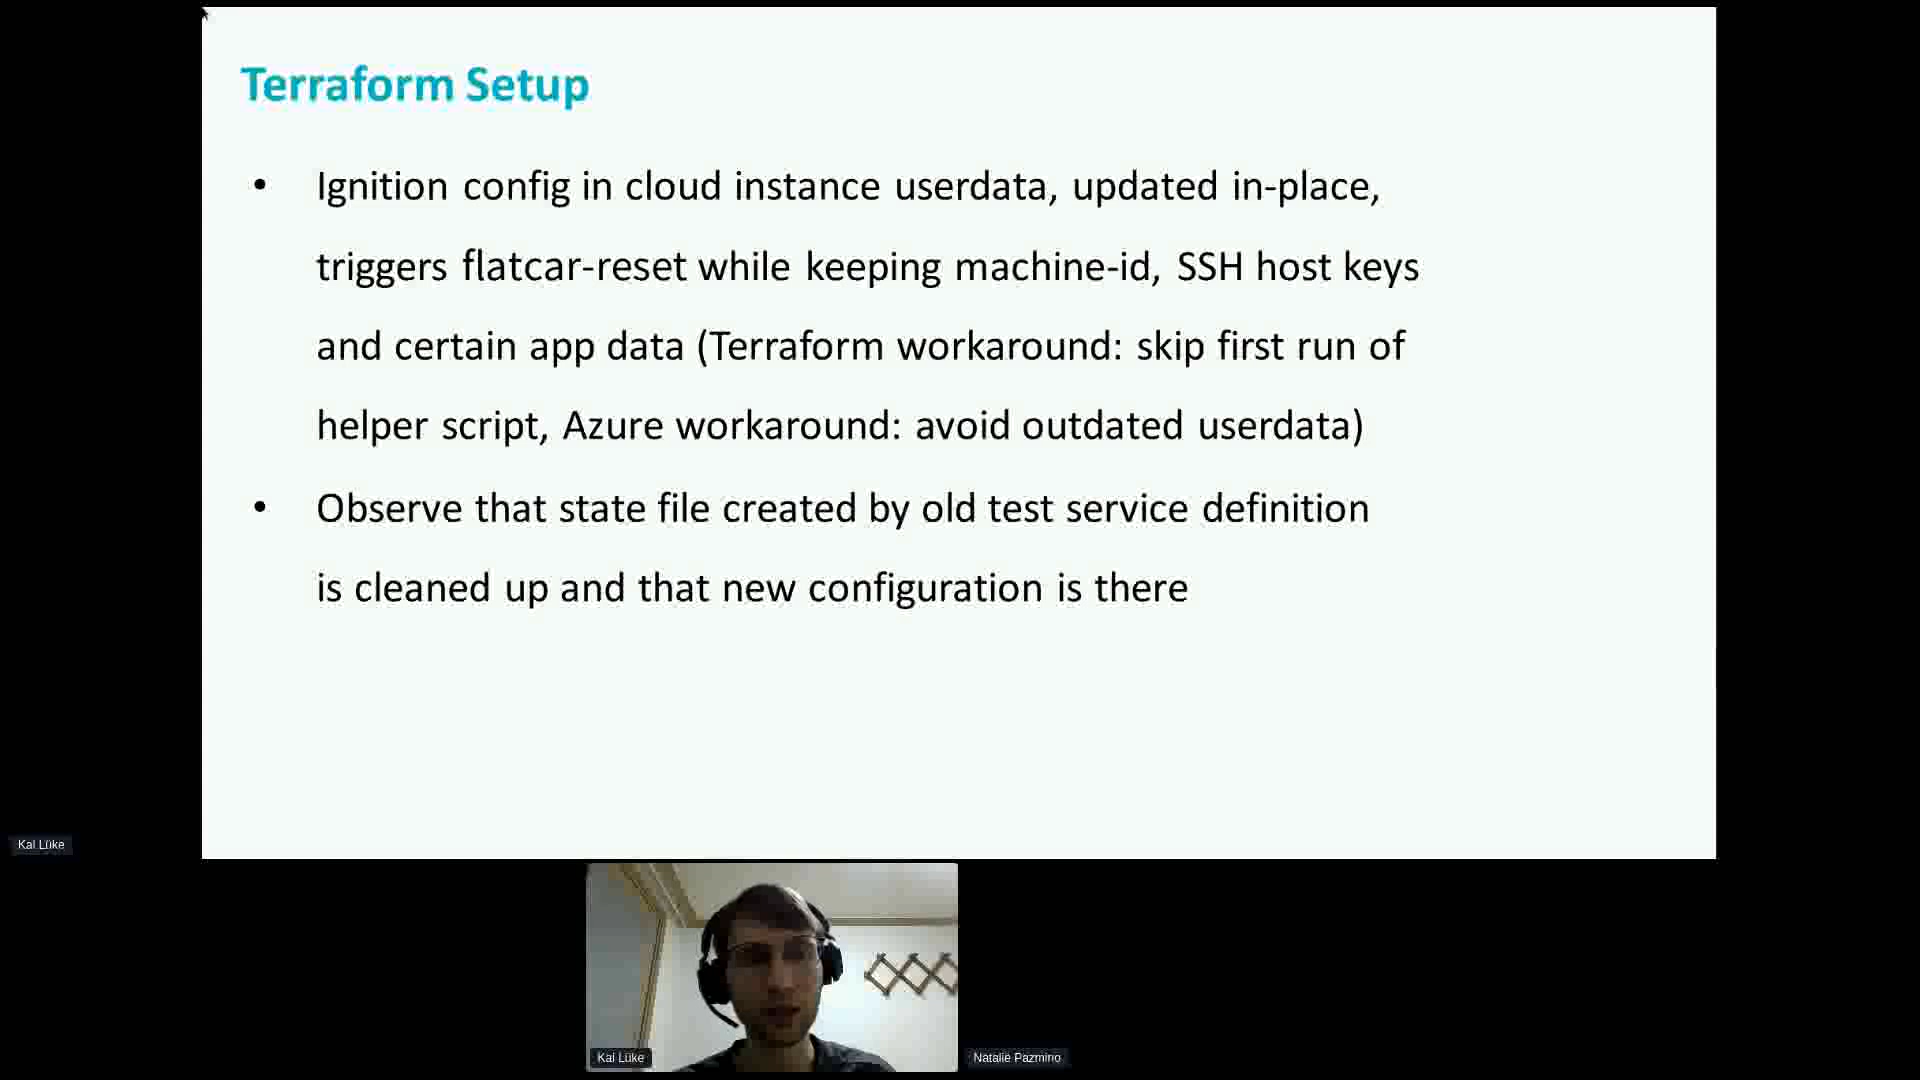 Terraform Setup
• Ignition config in cloud instance userdata, updated in-place,
triggers flatcar-reset while keeping machine-id, SSH host keys
and certain app data (Terraform workaround: skip first run of
helper script, Azure workaround: avoid outdated userdata)
• Observe that state file created by old test service definition
is cleaned up and that new configuration is there
Kai Lüke
Kai Lüke
Natalie Pazmino